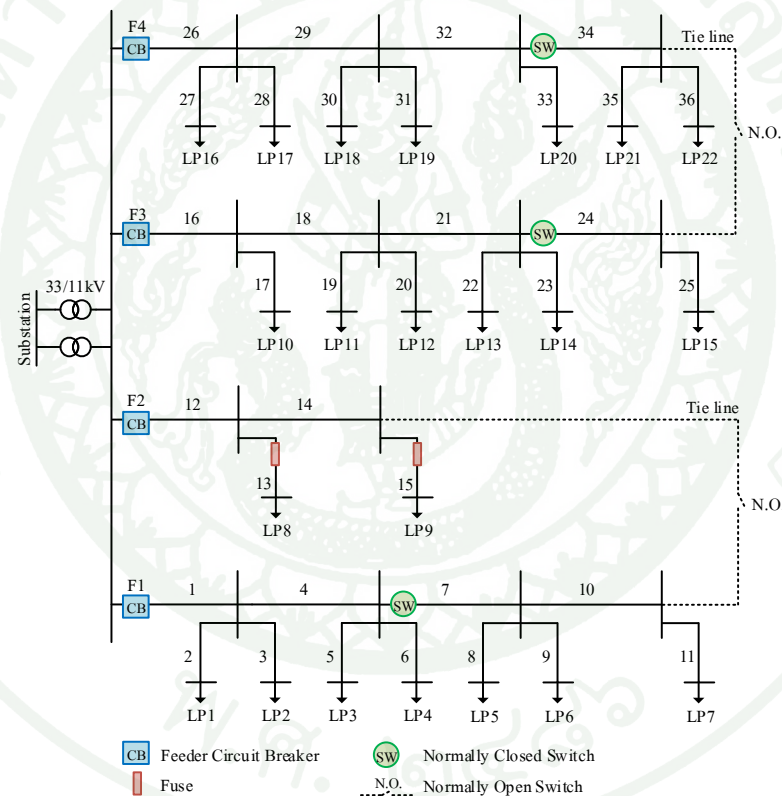 F4 26 29 32 34 Tie line
CB SW
27 28 30 31 33 35 36 N.O.
LP16 LP17 LP18 LP19 LP20 LP21 LP22
F3 16 18 21 24
CB SW
17 19 20 22 23 25
33/11kV
Substation
LP10 LP11 LP12 LP13 LP14 LP15
F2 12 14 Tie line
CB
13 15 N.O
LP8 LP9
F1 1 4 7 10
CB SW
2 3 5 6 8 9 11
LP1 LP2 LP3 LP4 LP5 LP6 LP7
CB Feeder Circuit Breaker SW Normally Closed Switch
Fuse N.O. Normally Open Switch